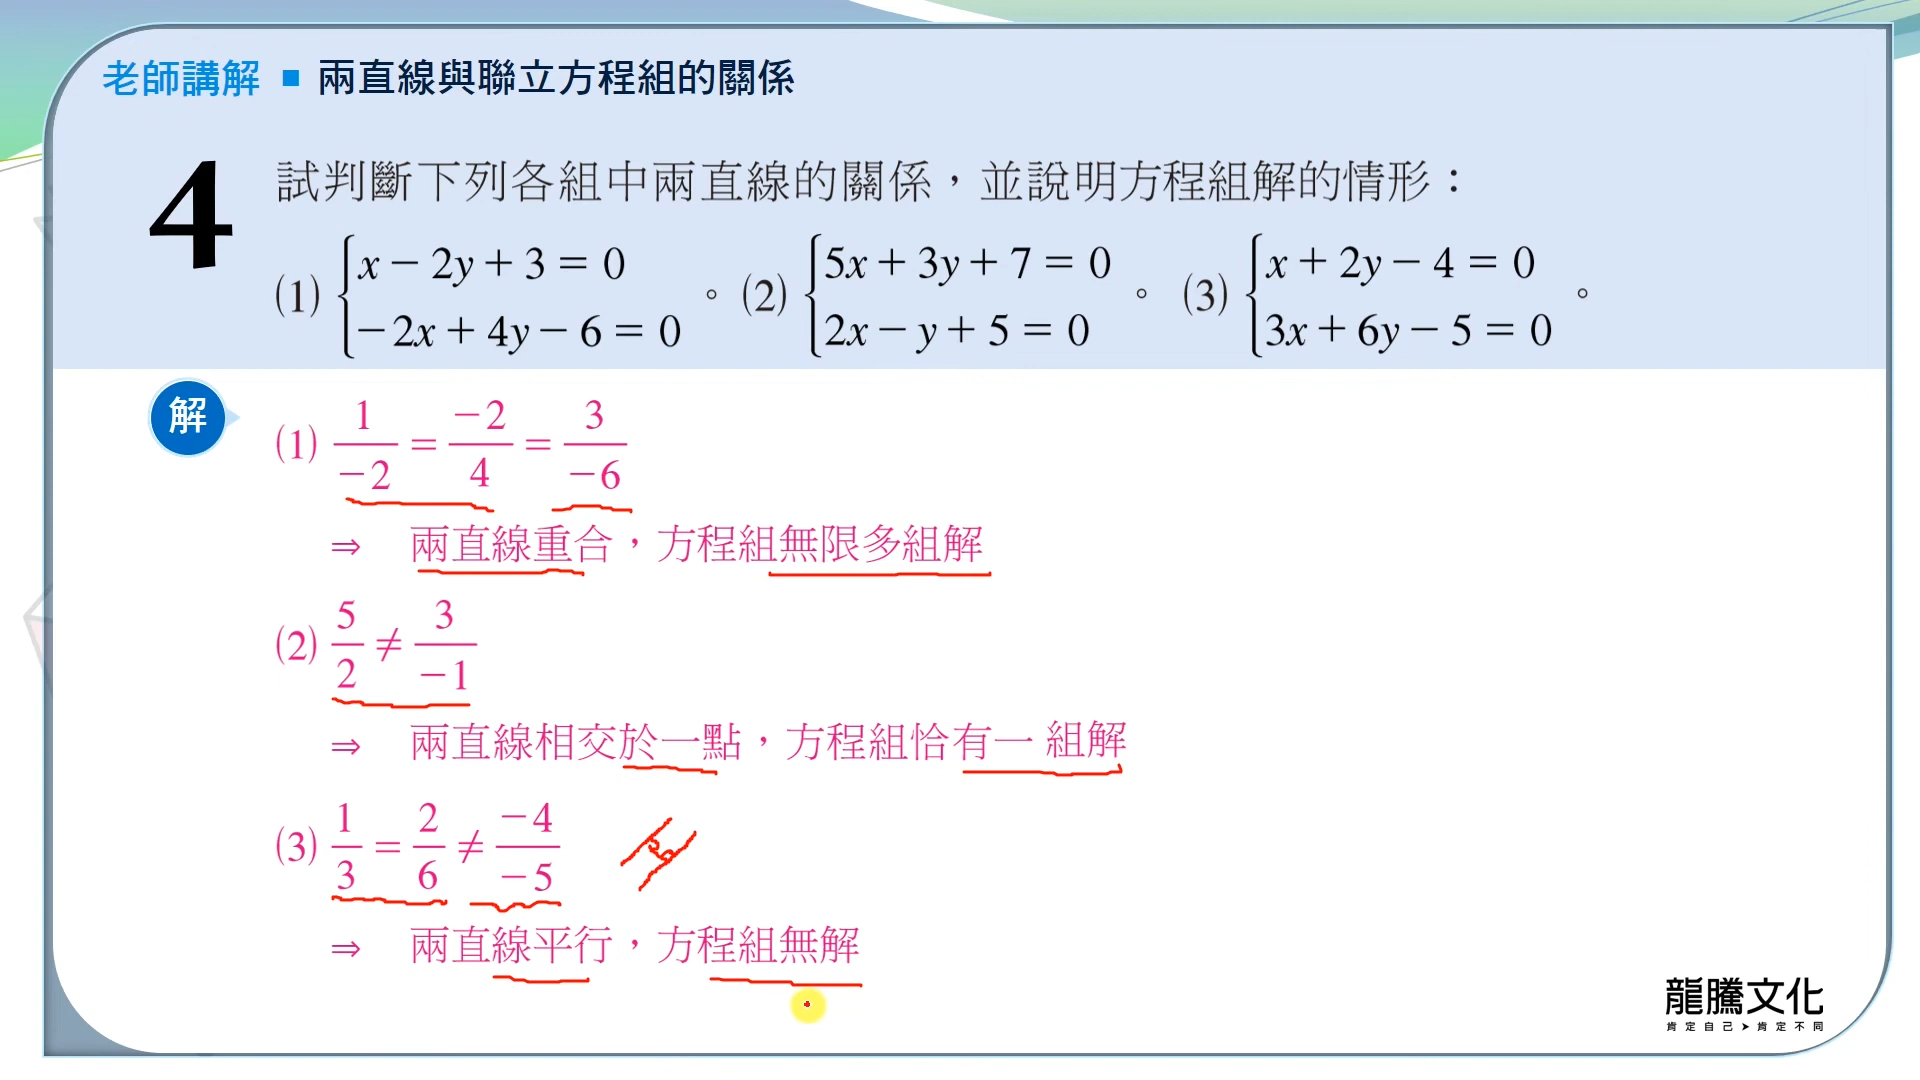 老師講解 ■ 兩直線與聯立方程組的關係
4 試判斷下列各組中兩直線的關係，並說明方程組解的情形：
(1) { x − 2y + 3 = 0
−2x + 4y − 6 = 0 。
(2) { 5x + 3y + 7 = 0
2x − y + 5 = 0 。
(3) { x + 2y − 4 = 0
3x + 6y − 5 = 0 。
解
(1) 1/−2 = −2/4 = 3/−6
⇒ 兩直線重合，方程組無限多組解
(2) 5/2 ≠ 3/−1
⇒ 兩直線相交於一點，方程組恰有一 組解
(3) 1/3 = 2/6 ≠ −4/−5
⇒ 兩直線平行，方程組無解
龍騰文化
肯定自己➤肯定不同